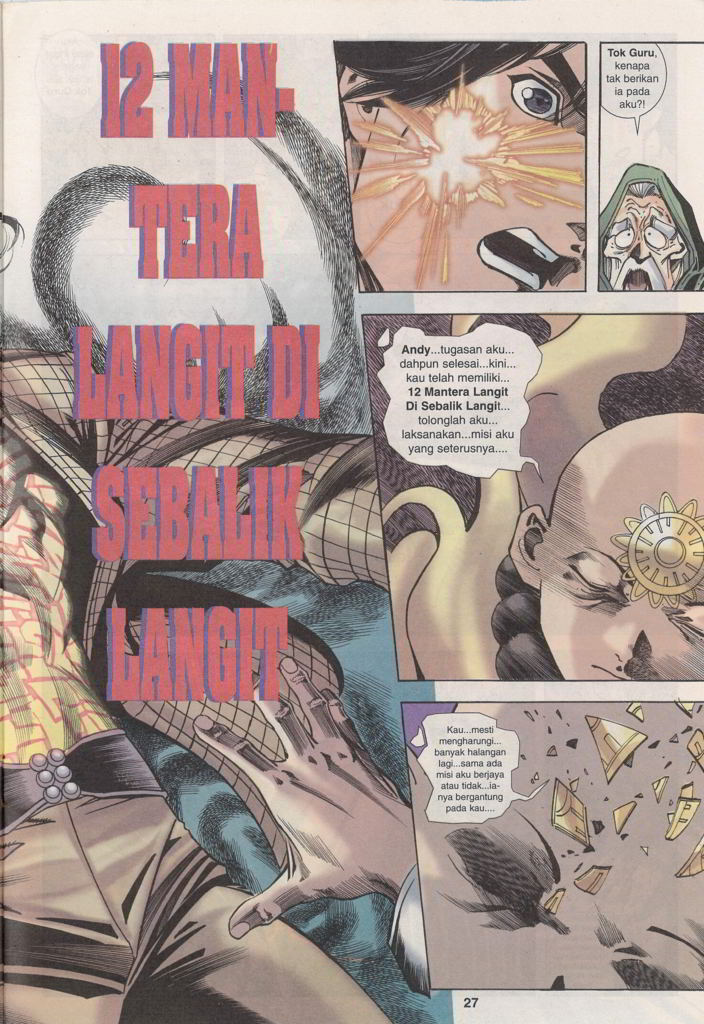 12 MAN-
TERA
LANGIT DI
SEBALIK
LANGIT
Tok Guru,
kenapa
tak berikan
ia pada
aku?!
Andy...tugasan aku...
dahpun selesai...kini...
kau telah memiliki...
12 Mantera Langit
Di Sebalik Langit...
tolonglah aku...
laksanakan...misi aku
yang seterusnya....
Kau...mesti
mengharungi...
banyak halangan
lagi...sama ada
misi aku berjaya
atau tidak...ia-
nya bergantung
pada kau....
27